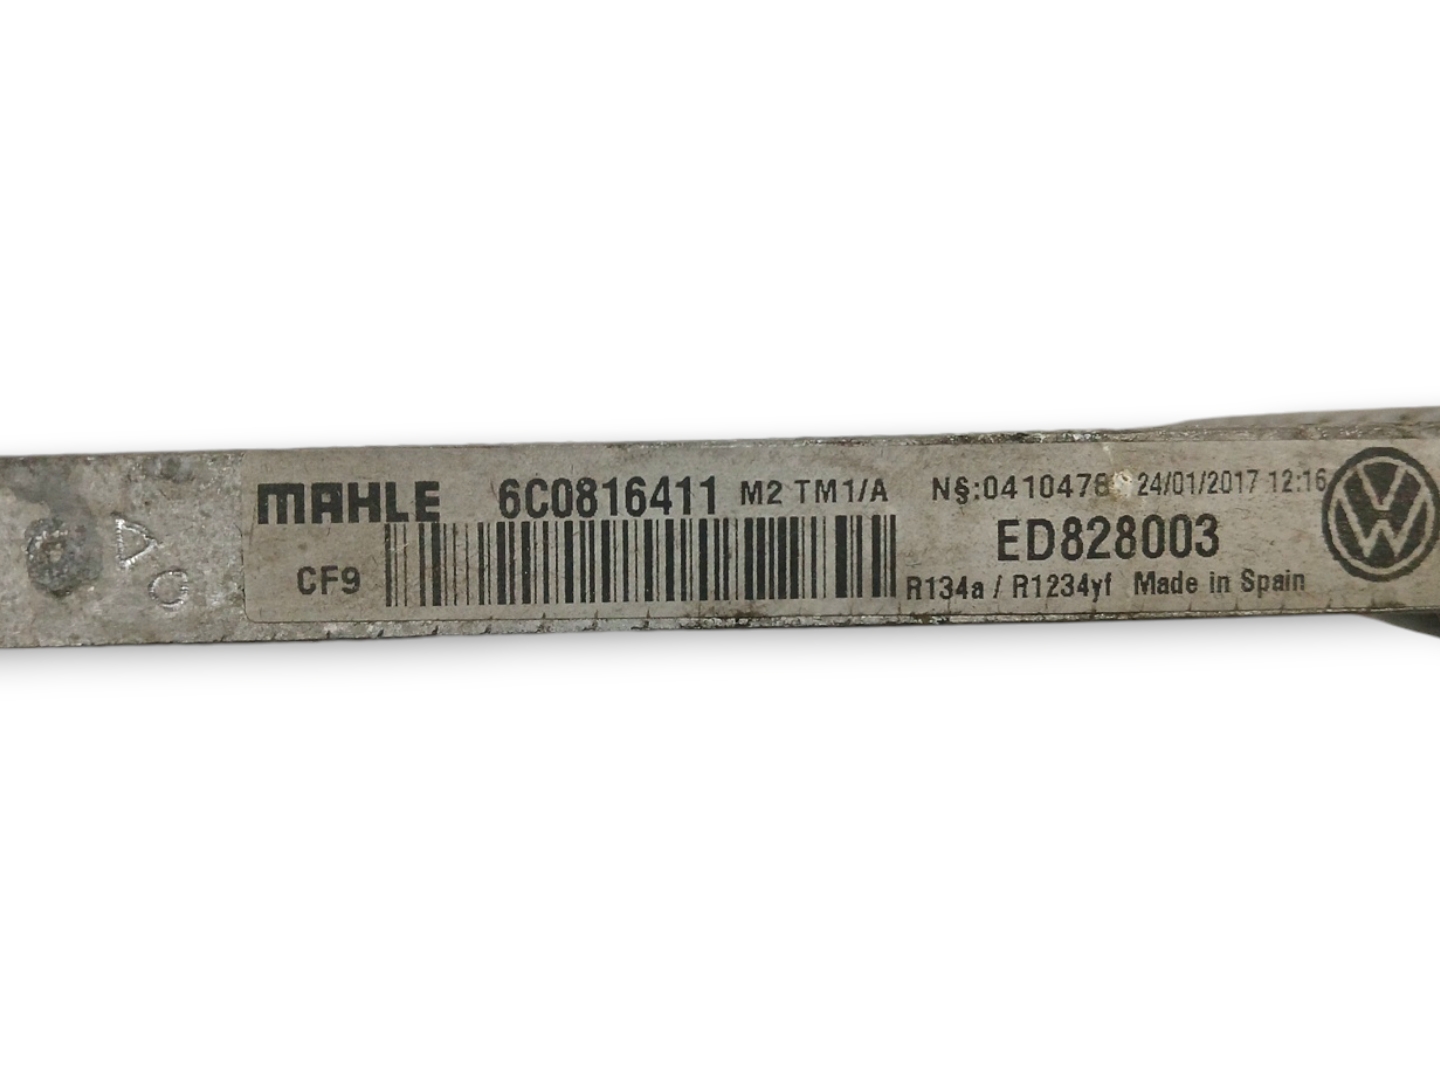 MAHLE 6C0816411 M2 TM1/A N§:0410478 24/01/2017 12:16
CF9 ED828003
R134a / R1234yf Made in Spain